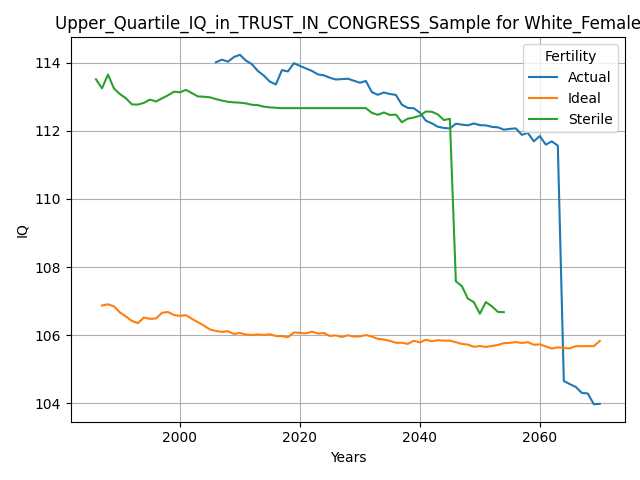 Upper_Quartile_IQ_in_TRUST_IN_CONGRESS_Sample for White_Female
Fertility
Actual
Ideal
Sterile
114
112
110
108
106
104
IQ
2000
2020
2040
2060
Years